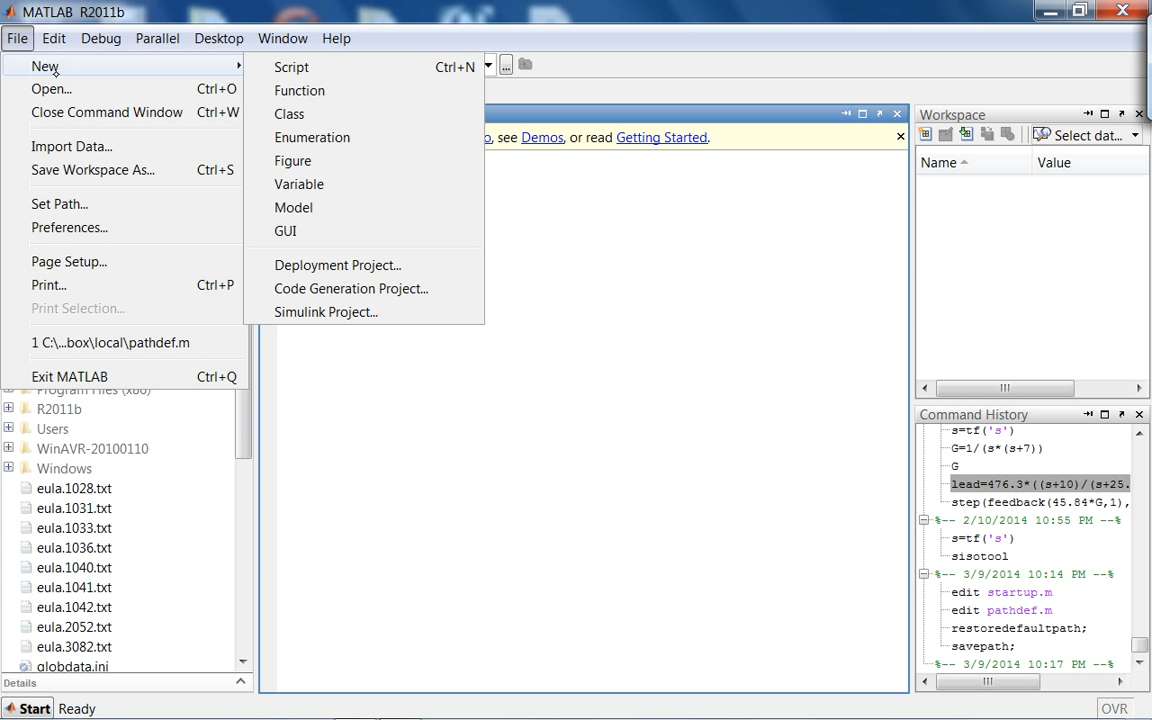 MATLAB R2011b
File Edit Debug Parallel Desktop Window Help
New
Open... Ctrl+O
Close Command Window Ctrl+W
Import Data...
Save Workspace As... Ctrl+S
Set Path...
Preferences...
Page Setup...
Print... Ctrl+P
Print Selection...
1 C:\...box\local\pathdef.m
Exit MATLAB Ctrl+Q
Script Ctrl+N
Function
Class
Enumeration
Figure
Variable
Model
GUI
Deployment Project...
Code Generation Project...
Simulink Project...
...
o, see Demos, or read Getting Started.
Program Files (x86)
R2011b
Users
WinAVR-20100110
Windows
eula.1028.txt
eula.1031.txt
eula.1033.txt
eula.1036.txt
eula.1040.txt
eula.1041.txt
eula.1042.txt
eula.2052.txt
eula.3082.txt
globdata.ini
Details
Workspace
Select dat...
Name Value
Command History
s=tf('s')
G=1/(s*(s+7))
G
lead=476.3*((s+10)/(s+25.
step(feedback(45.84*G,1),
%-- 2/10/2014 10:55 PM --%
s=tf('s')
sisotool
%-- 3/9/2014 10:14 PM --%
edit startup.m
edit pathdef.m
restoredefaultpath;
savepath;
%-- 3/9/2014 10:17 PM --%
Start Ready
OVR